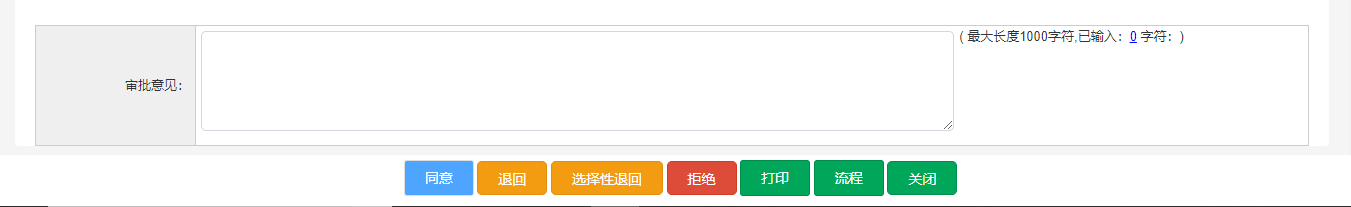 ( 最大长度1000字符,已输入：0 字符：)
审批意见：
同意 退回 选择性退回 拒绝 打印 流程 关闭